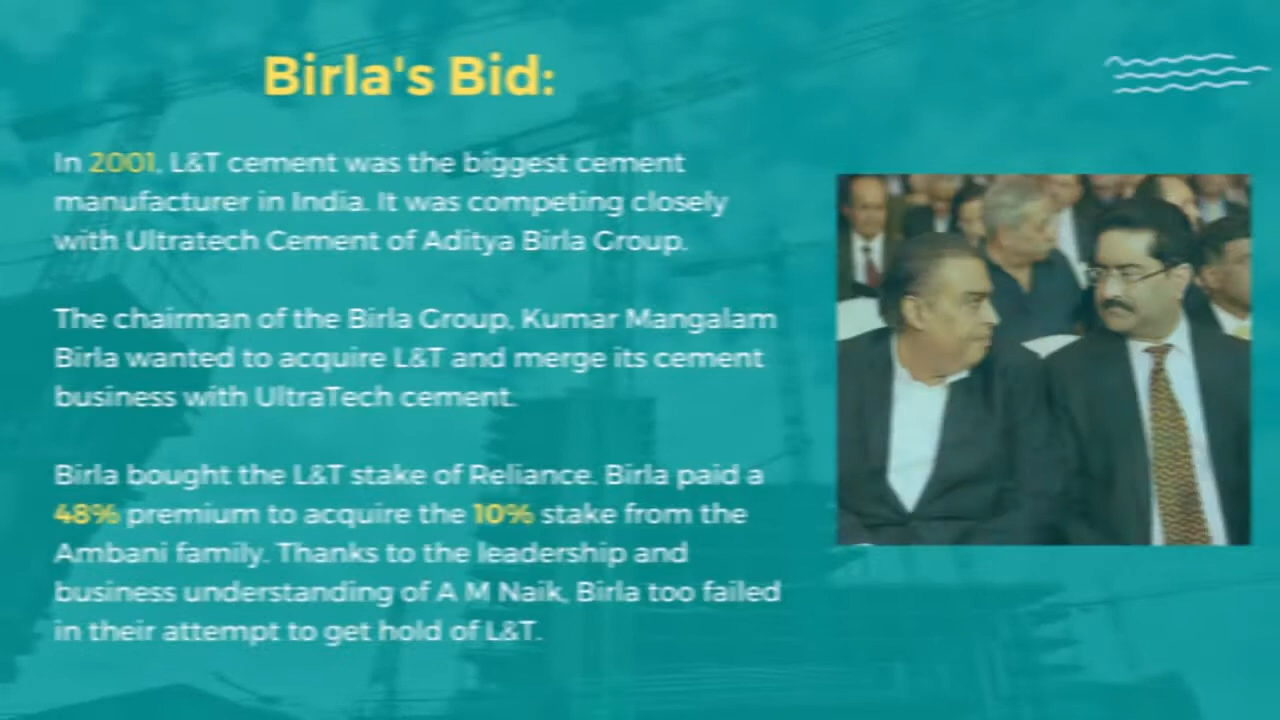 Birla's Bid:
In 2001, L&T cement was the biggest cement
manufacturer in India. It was competing closely
with Ultratech Cement of Aditya Birla Group.
The chairman of the Birla Group, Kumar Mangalam
Birla wanted to acquire L&T and merge its cement
business with UltraTech cement.
Birla bought the L&T stake of Reliance. Birla paid a
48% premium to acquire the 10% stake from the
Ambani family. Thanks to the leadership and
business understanding of A M Naik, Birla too failed
in their attempt to get hold of L&T.